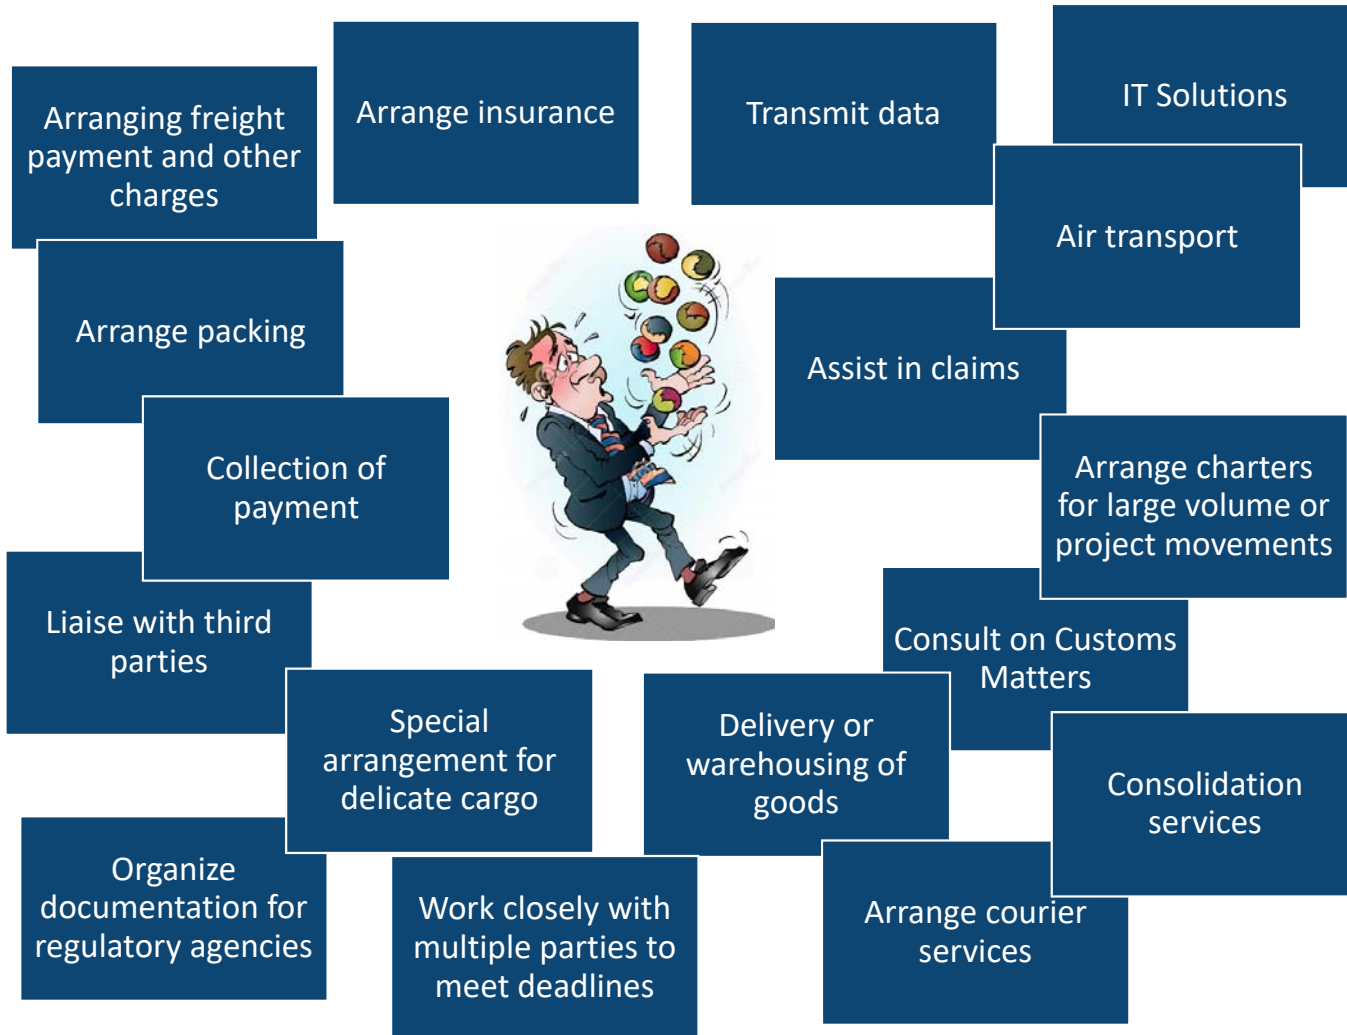 Arranging freight
payment and other
charges
Arrange insurance
Transmit data
IT Solutions
Air transport
Arrange packing
Assist in claims
Collection of
payment
Arrange charters
for large volume or
project movements
Liaise with third
parties
Consult on Customs
Matters
Special
arrangement for
delicate cargo
Delivery or
warehousing of
goods
Consolidation
services
Organize
documentation for
regulatory agencies
Work closely with
multiple parties to
meet deadlines
Arrange courier
services